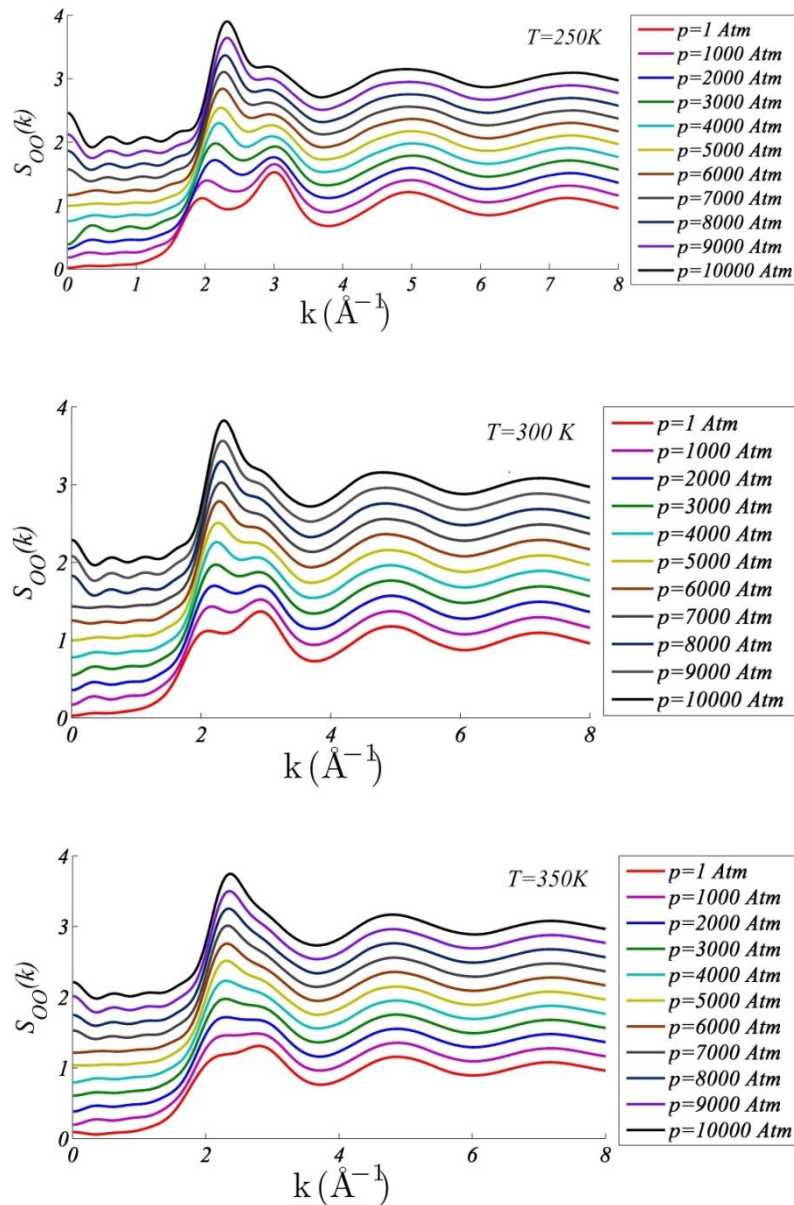 T=250K
S_OO(k)
4
3
2
1
0
0 1 2 3 4 5 6 7 8
k (Å⁻¹)
p=1 Atm
p=1000 Atm
p=2000 Atm
p=3000 Atm
p=4000 Atm
p=5000 Atm
p=6000 Atm
p=7000 Atm
p=8000 Atm
p=9000 Atm
p=10000 Atm
T=300 K
S_OO(k)
4
3
2
1
0
0 2 4 6 8
k (Å⁻¹)
p=1 Atm
p=1000 Atm
p=2000 Atm
p=3000 Atm
p=4000 Atm
p=5000 Atm
p=6000 Atm
p=7000 Atm
p=8000 Atm
p=9000 Atm
p=10000 Atm
T=350K
S_OO(k)
4
3
2
1
0
0 2 4 6 8
k (Å⁻¹)
p=1 Atm
p=1000 Atm
p=2000 Atm
p=3000 Atm
p=4000 Atm
p=5000 Atm
p=6000 Atm
p=7000 Atm
p=8000 Atm
p=9000 Atm
p=10000 Atm